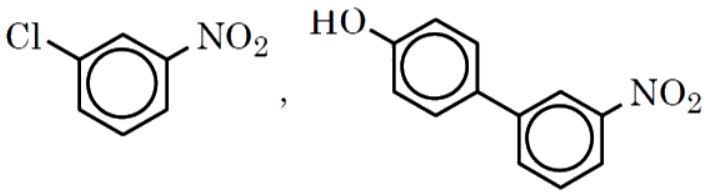 Cl NO₂ , HO
NO₂